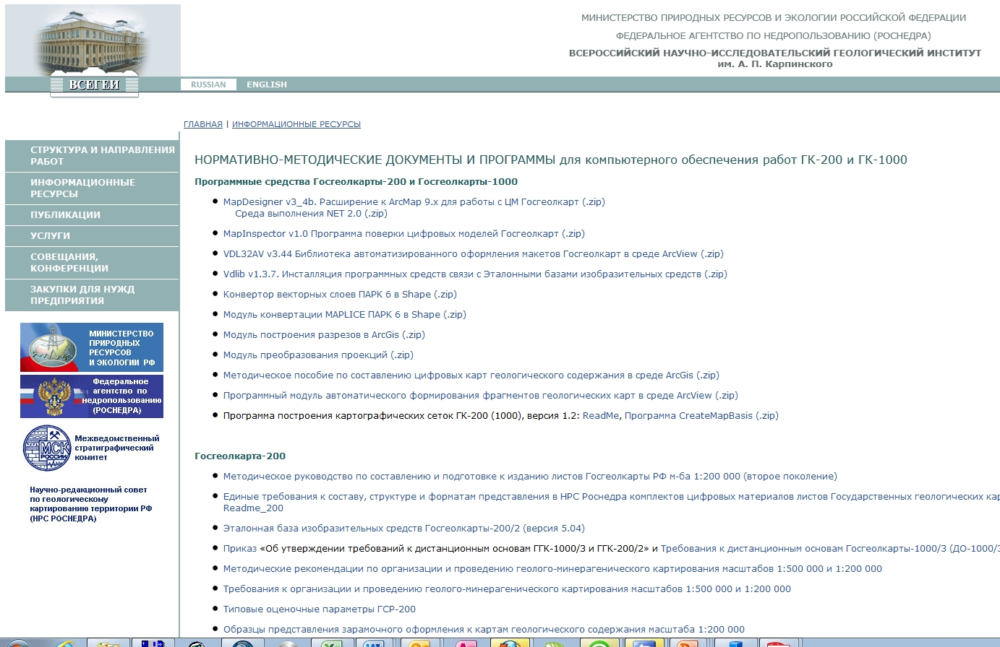 МИНИСТЕРСТВО ПРИРОДНЫХ РЕСУРСОВ И ЭКОЛОГИИ РОССИЙСКОЙ ФЕДЕРАЦИИ
ФЕДЕРАЛЬНОЕ АГЕНТСТВО ПО НЕДРОПОЛЬЗОВАНИЮ (РОСНЕДРА)
ВСЕРОССИЙСКИЙ НАУЧНО-ИССЛЕДОВАТЕЛЬСКИЙ ГЕОЛОГИЧЕСКИЙ ИНСТИТУТ
им. А. П. Карпинского
ВСЕГЕИ
RUSSIAN ENGLISH
ГЛАВНАЯ | ИНФОРМАЦИОННЫЕ РЕСУРСЫ
СТРУКТУРА И НАПРАВЛЕНИЯ
РАБОТ
ИНФОРМАЦИОННЫЕ
РЕСУРСЫ
ПУБЛИКАЦИИ
УСЛУГИ
СОВЕЩАНИЯ,
КОНФЕРЕНЦИИ
ЗАКУПКИ ДЛЯ НУЖД
ПРЕДПРИЯТИЯ
МИНИСТЕРСТВО
ПРИРОДНЫХ
РЕСУРСОВ
И ЭКОЛОГИИ РФ
Федеральное
агентство по
недропользованию
(РОСНЕДРА)
МСК
РОССИИ
Межведомственный
стратиграфический
комитет
Научно-редакционный совет
по геологическому
картированию территории РФ
(НРС РОСНЕДРА)
НОРМАТИВНО-МЕТОДИЧЕСКИЕ ДОКУМЕНТЫ И ПРОГРАММЫ для компьютерного обеспечения работ ГК-200 и ГК-1000
Программные средства Госгеолкарты-200 и Госгеолкарты-1000
MapDesigner v3_4b. Расширение к ArcMap 9.x для работы с ЦМ Госгеолкарт (.zip)
Среда выполнения NET 2.0 (.zip)
MapInspector v1.0 Программа поверки цифровых моделей Госгеолкарт (.zip)
VDL32AV v3.44 Библиотека автоматизированного оформления макетов Госгеолкарт в среде ArcView (.zip)
Vdlib v1.3.7. Инсталляция программных средств связи с Эталонными базами изобразительных средств (.zip)
Конвертор векторных слоев ПАРК 6 в Shape (.zip)
Модуль конвертации MAPLICE ПАРК 6 в Shape (.zip)
Модуль построения разрезов в ArcGis (.zip)
Модуль преобразования проекций (.zip)
Методическое пособие по составлению цифровых карт геологического содержания в среде ArcGis (.zip)
Программный модуль автоматического формирования фрагментов геологических карт в среде ArcView (.zip)
Программа построения картографических сеток ГК-200 (1000), версия 1.2: ReadMe, Программа CreateMapBasis (.zip)
Госгеолкарта-200
Методическое руководство по составлению и подготовке к изданию листов Госгеолкарты РФ м-ба 1:200 000 (второе поколение)
Единые требования к составу, структуре и форматам представления в НРС Роснедра комплектов цифровых материалов листов Государственных геологических кар
Readme_200
Эталонная база изобразительных средств Госгеолкарты-200/2 (версия 5.04)
Приказ «Об утверждении требований к дистанционным основам ГГК-1000/3 и ГГК-200/2» и Требования к дистанционным основам Госгеолкарты-1000/3 (ДО-1000/3
Методические рекомендации по организации и проведению геолого-минерагенического картирования масштабов 1:500 000 и 1:200 000
Требования к организации и проведению геолого-минерагенического картирования масштабов 1:500 000 и 1:200 000
Типовые оценочные параметры ГСР-200
Образцы представления зарамочного оформления к картам геологического содержания масштаба 1:200 000